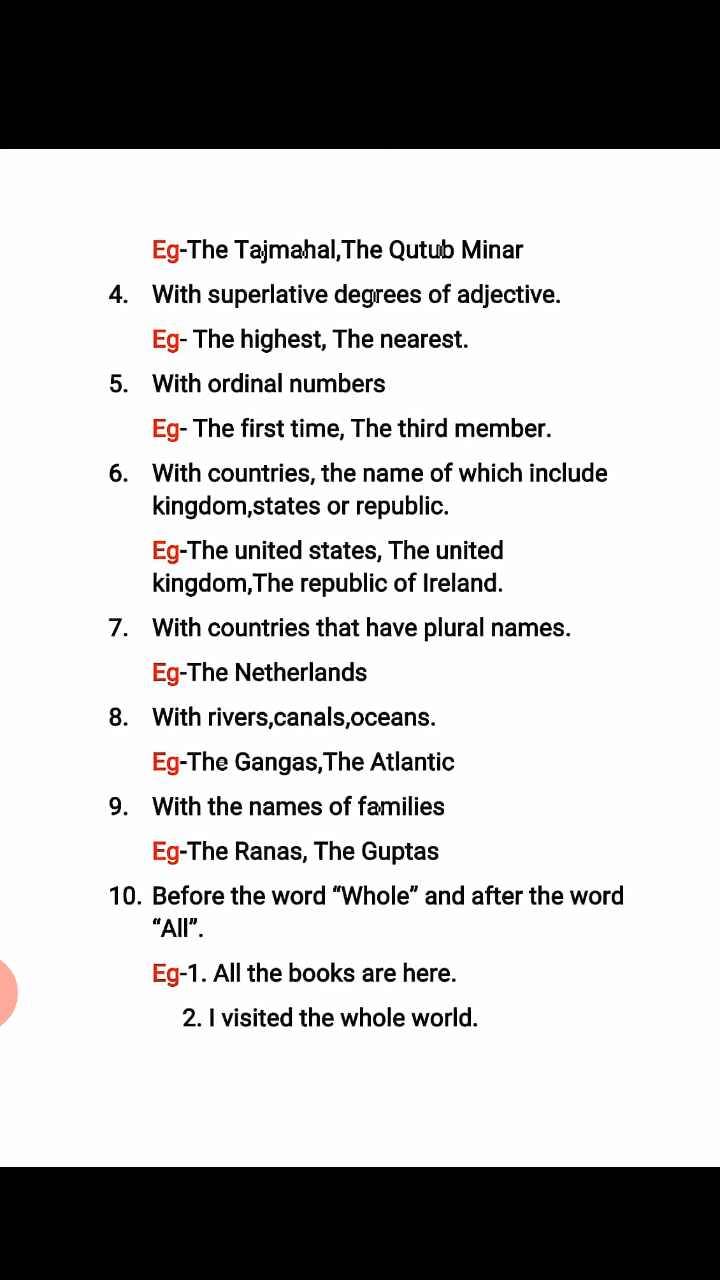 Eg-The Tajmahal,The Qutub Minar
4. With superlative degrees of adjective.
Eg- The highest, The nearest.
5. With ordinal numbers
Eg- The first time, The third member.
6. With countries, the name of which include
kingdom,states or republic.
Eg-The united states, The united
kingdom,The republic of Ireland.
7. With countries that have plural names.
Eg-The Netherlands
8. With rivers,canals,oceans.
Eg-The Gangas,The Atlantic
9. With the names of families
Eg-The Ranas, The Guptas
10. Before the word “Whole” and after the word
“All”.
Eg-1. All the books are here.
2. I visited the whole world.